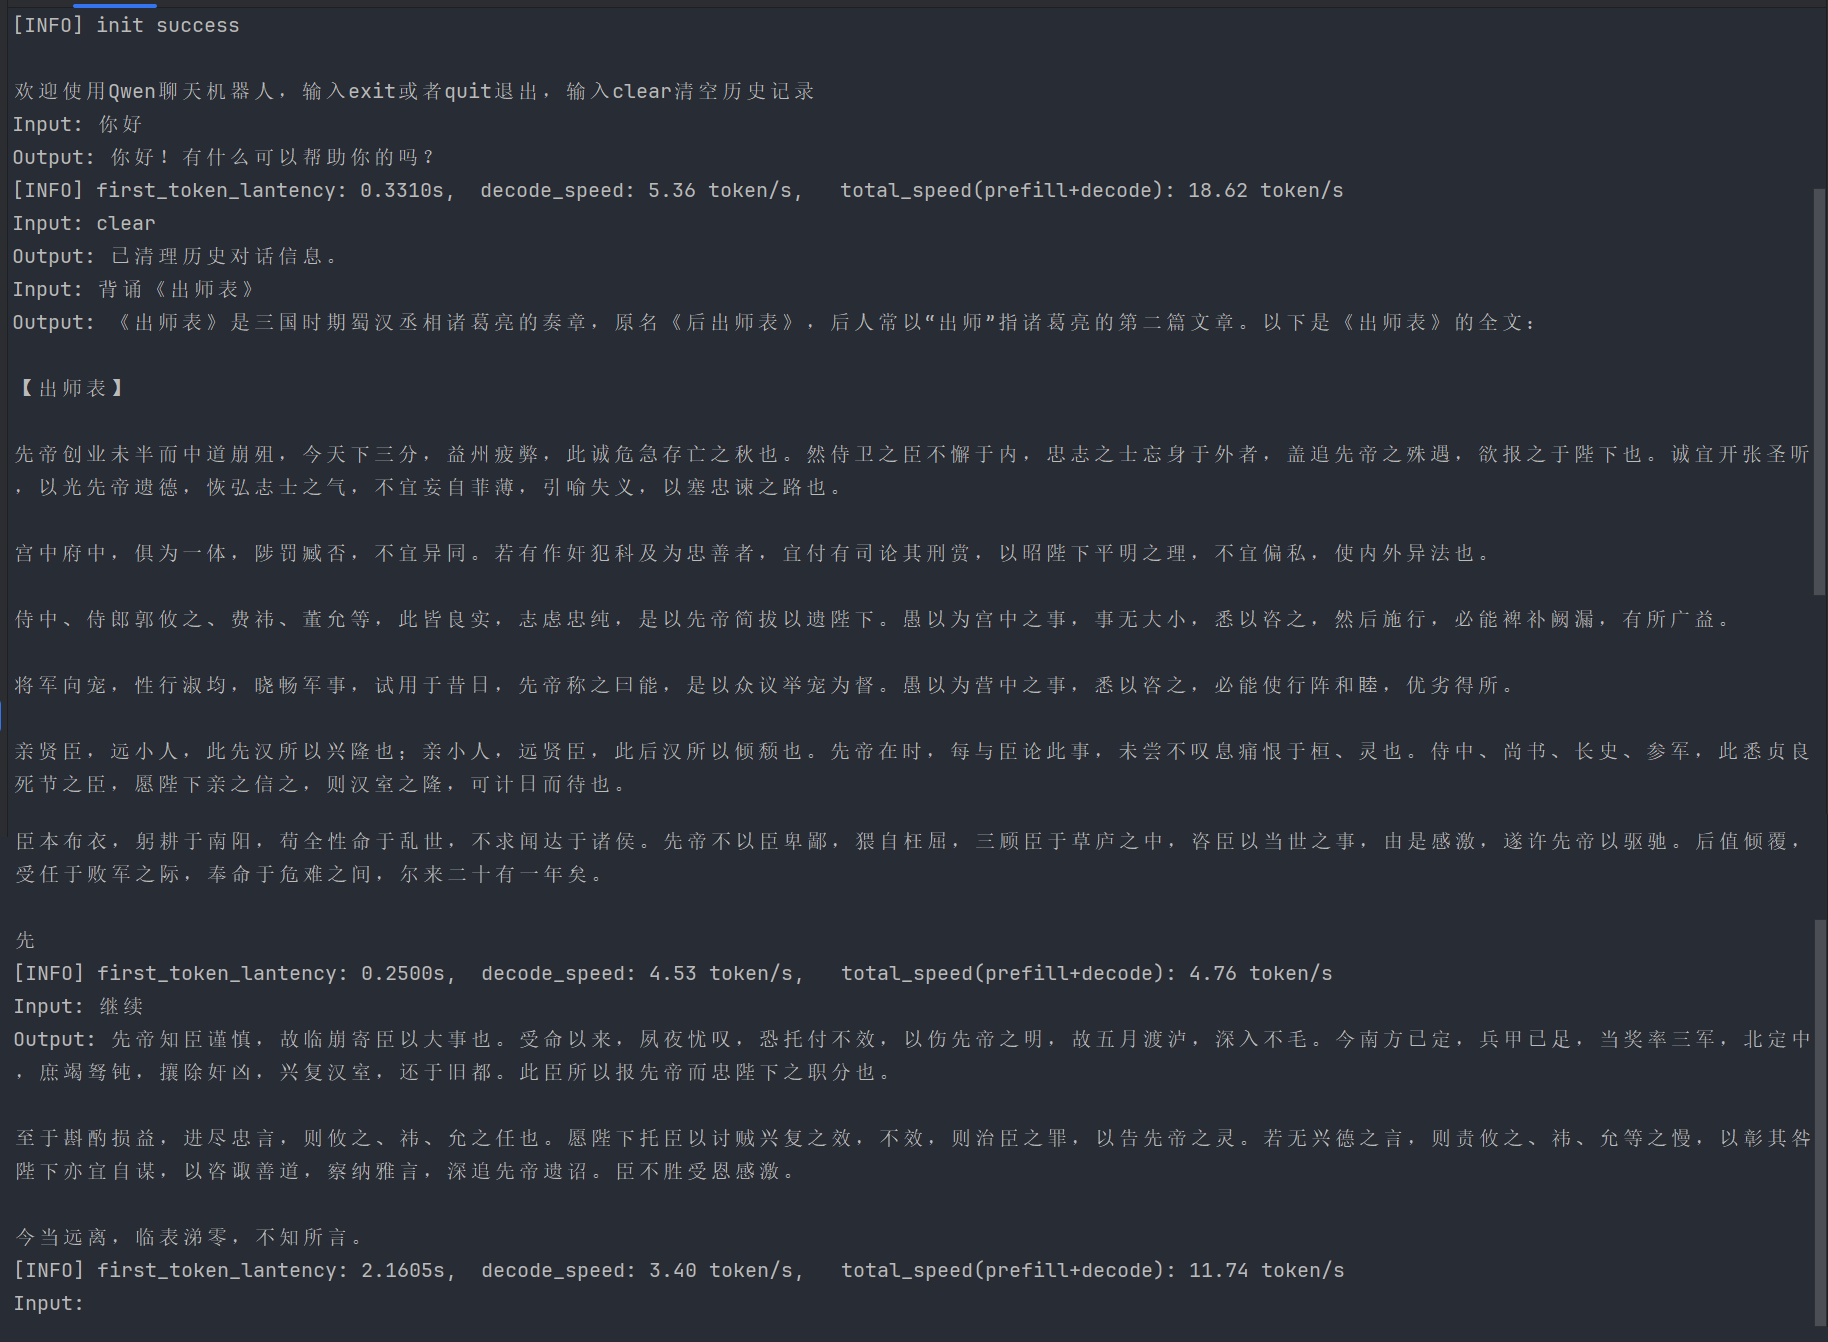 [INFO] init success
欢迎使用Qwen聊天机器人，输入exit或者quit退出，输入clear清空历史记录
Input: 你好
Output: 你好！有什么可以帮助你的吗？
[INFO] first_token_lantency: 0.3310s,  decode_speed: 5.36 token/s,   total_speed(prefill+decode): 18.62 token/s
Input: clear
Output: 已清理历史对话信息。
Input: 背诵《出师表》
Output: 《出师表》是三国时期蜀汉丞相诸葛亮的奏章，原名《后出师表》，后人常以“出师”指诸葛亮的第二篇文章。以下是《出师表》的全文：
【出师表】
先帝创业未半而中道崩殂，今天下三分，益州疲弊，此诚危急存亡之秋也。然侍卫之臣不懈于内，忠志之士忘身于外者，盖追先帝之殊遇，欲报之于陛下也。诚宜开张圣听
，以光先帝遗德，恢弘志士之气，不宜妄自菲薄，引喻失义，以塞忠谏之路也。
宫中府中，俱为一体，陟罚臧否，不宜异同。若有作奸犯科及为忠善者，宜付有司论其刑赏，以昭陛下平明之理，不宜偏私，使内外异法也。
侍中、侍郎郭攸之、费祎、董允等，此皆良实，志虑忠纯，是以先帝简拔以遗陛下。愚以为宫中之事，事无大小，悉以咨之，然后施行，必能裨补阙漏，有所广益。
将军向宠，性行淑均，晓畅军事，试用于昔日，先帝称之曰能，是以众议举宠为督。愚以为营中之事，悉以咨之，必能使行阵和睦，优劣得所。
亲贤臣，远小人，此先汉所以兴隆也；亲小人，远贤臣，此后汉所以倾颓也。先帝在时，每与臣论此事，未尝不叹息痛恨于桓、灵也。侍中、尚书、长史、参军，此悉贞良
死节之臣，愿陛下亲之信之，则汉室之隆，可计日而待也。
臣本布衣，躬耕于南阳，苟全性命于乱世，不求闻达于诸侯。先帝不以臣卑鄙，猥自枉屈，三顾臣于草庐之中，咨臣以当世之事，由是感激，遂许先帝以驱驰。后值倾覆，
受任于败军之际，奉命于危难之间，尔来二十有一年矣。
先
[INFO] first_token_lantency: 0.2500s,  decode_speed: 4.53 token/s,   total_speed(prefill+decode): 4.76 token/s
Input: 继续
Output: 先帝知臣谨慎，故临崩寄臣以大事也。受命以来，夙夜忧叹，恐托付不效，以伤先帝之明，故五月渡泸，深入不毛。今南方已定，兵甲已足，当奖率三军，北定中
，庶竭驽钝，攘除奸凶，兴复汉室，还于旧都。此臣所以报先帝而忠陛下之职分也。
至于斟酌损益，进尽忠言，则攸之、祎、允之任也。愿陛下托臣以讨贼兴复之效，不效，则治臣之罪，以告先帝之灵。若无兴德之言，则责攸之、祎、允等之慢，以彰其咎
陛下亦宜自谋，以咨诹善道，察纳雅言，深追先帝遗诏。臣不胜受恩感激。
今当远离，临表涕零，不知所言。
[INFO] first_token_lantency: 2.1605s,  decode_speed: 3.40 token/s,   total_speed(prefill+decode): 11.74 token/s
Input: